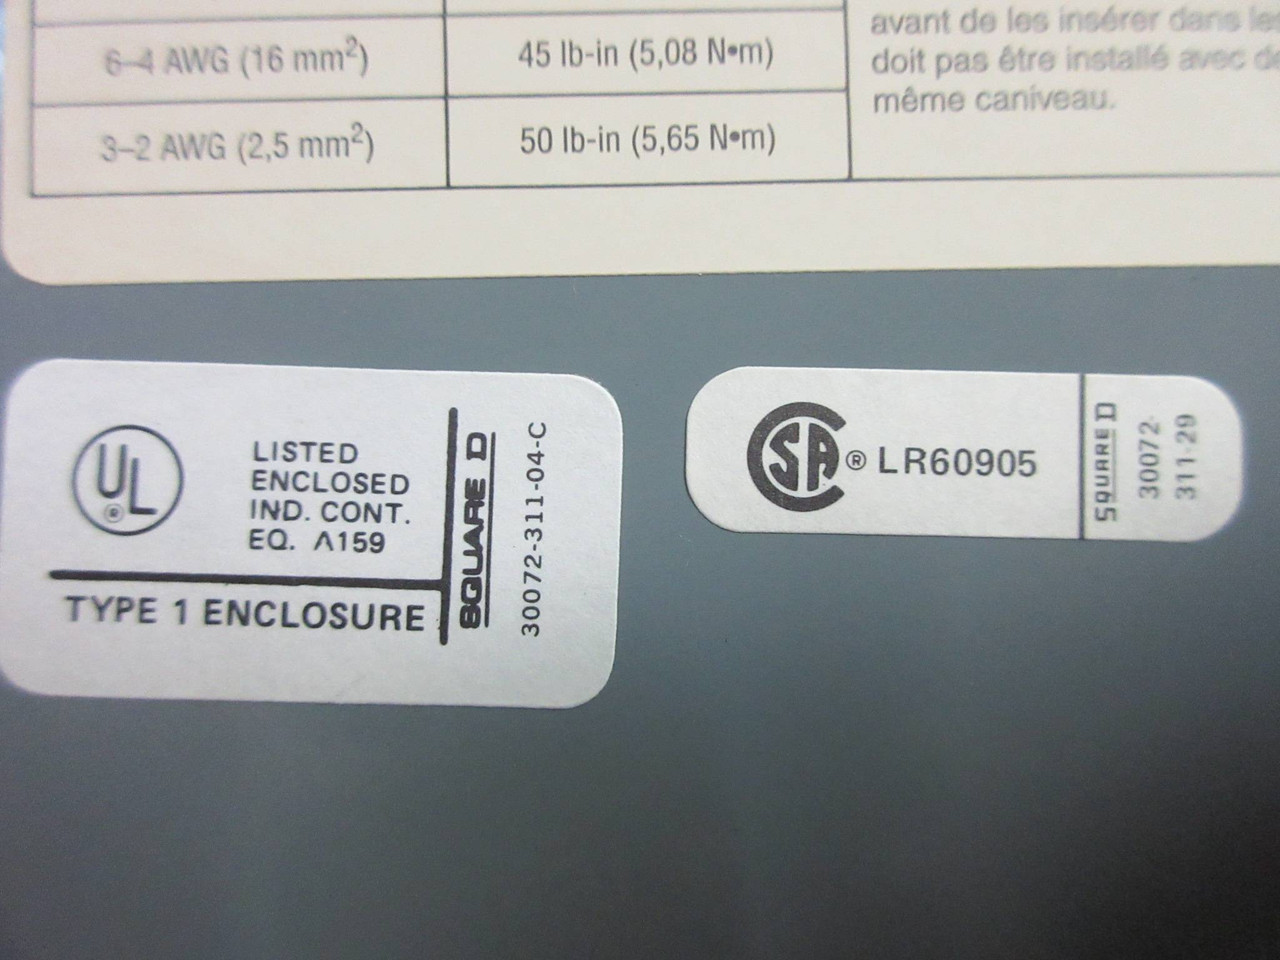 6–4 AWG (16 mm²)
45 lb-in (5,08 N•m)
3–2 AWG (2,5 mm²)
50 lb-in (5,65 N•m)
avant de les insérer dans les
doit pas être installé avec de
même caniveau.
UL
®
LISTED
ENCLOSED
IND. CONT.
EQ. Λ159
TYPE 1 ENCLOSURE
SQUARE D
30072-311-04-C
CSA ® LR60905
SQUARE D
30072-
311-29